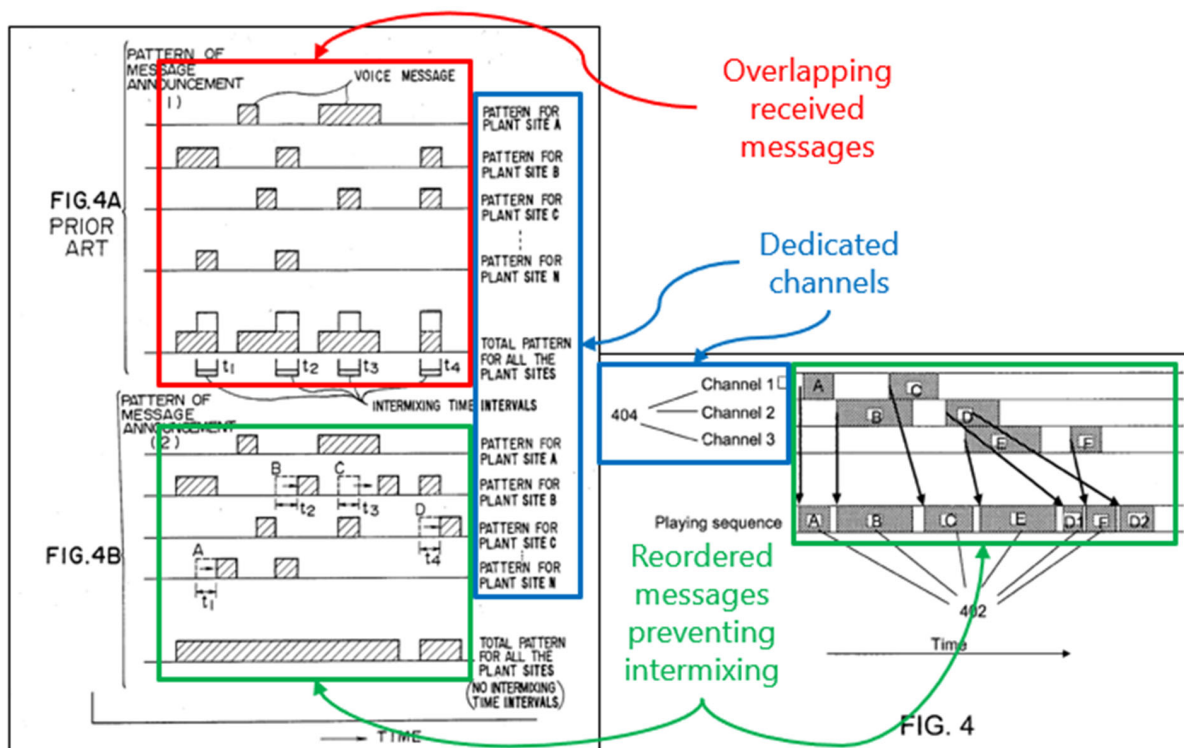 PATTERN OF
MESSAGE
ANNOUNCEMENT
(1)
VOICE MESSAGE
PATTERN FOR
PLANT SITE A
PATTERN FOR
PLANT SITE B
PATTERN FOR
PLANT SITE C
PATTERN FOR
PLANT SITE N
FIG.4A
PRIOR
ART
TOTAL PATTERN
FOR ALL THE
PLANT SITES
t1 t2 t3 t4
INTERMIXING TIME INTERVALS
PATTERN OF
MESSAGE
ANNOUNCEMENT
(2)
PATTERN FOR
PLANT SITE A
B C
PATTERN FOR
PLANT SITE B
t2 t3
D
PATTERN FOR
PLANT SITE C
t4
FIG.4B
A
PATTERN FOR
PLANT SITE N
t1
TOTAL PATTERN
FOR ALL THE
PLANT SITES
(NO INTERMIXING
TIME INTERVALS)
TIME
Overlapping
received
messages
Dedicated
channels
404
Channel 1
Channel 2
Channel 3
A C
B D
E F
Playing sequence
A B C E D1 F D2
402
Time
Reordered
messages
preventing
intermixing
FIG. 4